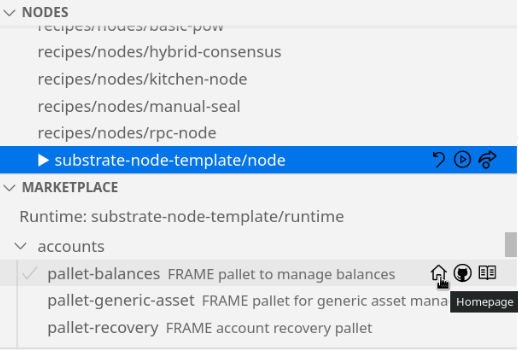 NODES
recipes/nodes/basic-pow
recipes/nodes/hybrid-consensus
recipes/nodes/kitchen-node
recipes/nodes/manual-seal
recipes/nodes/rpc-node
substrate-node-template/node
MARKETPLACE
Runtime: substrate-node-template/runtime
accounts
pallet-balances FRAME pallet to manage balances
pallet-generic-asset FRAME pallet for generic asset mana
Homepage
pallet-recovery FRAME account recovery pallet